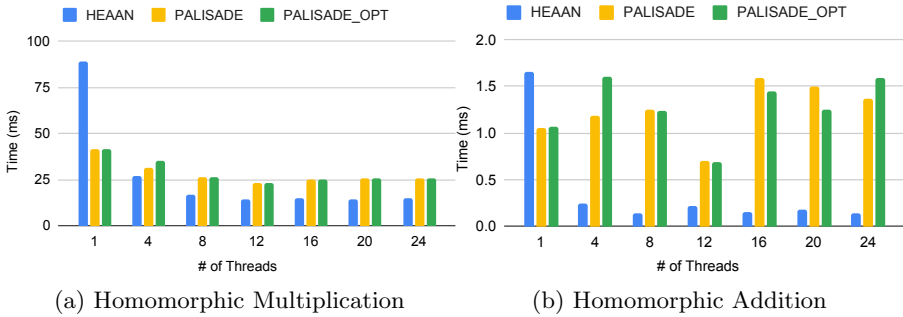 HEAAN PALISADE PALISADE_OPT
100
75
50
25
0
Time (ms)
1 4 8 12 16 20 24
# of Threads
(a) Homomorphic Multiplication
HEAAN PALISADE PALISADE_OPT
2.0
1.5
1.0
0.5
0.0
Time (ms)
1 4 8 12 16 20 24
# of Threads
(b) Homomorphic Addition